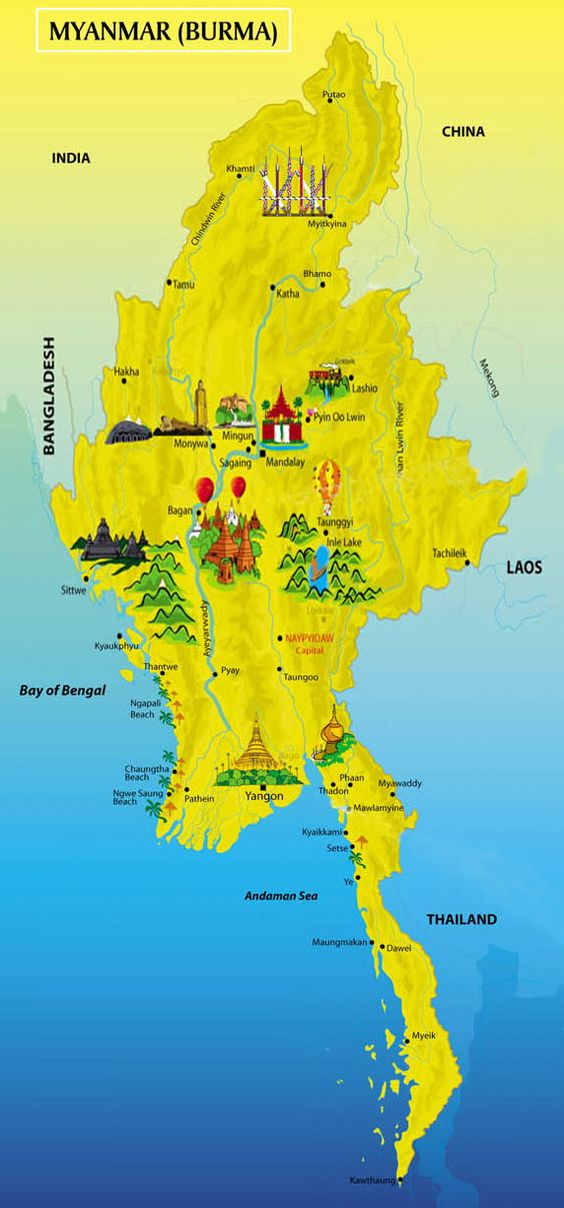 MYANMAR (BURMA)
Putao
CHINA
INDIA
Khamti
Chindwin River
Myitkyina
Bhamo
Tamu
Katha
BANGLADESH
Mekong
Hakha
Lashio
Pyin Oo Lwin
Mingun
Monywa
Sagaing
Mandalay
an Lwin River
Bagan
Taunggyi
Inle Lake
Tachileik
LAOS
Sittwe
Ayeyarwady
NAYPYIDAW
Capital
Kyaukphyu
Thantwe
Pyay
Taungoo
Bay of Bengal
Ngapali
Beach
Bago
Chaungtha
Beach
Ngwe Saung
Beach
Pathein
Yangon
Phaan
Thadon
Myawaddy
Mawlamyine
Kyaikkami
Setse
Ye
Andaman Sea
THAILAND
Maungmakan
Dawei
Myeik
Kawthaung